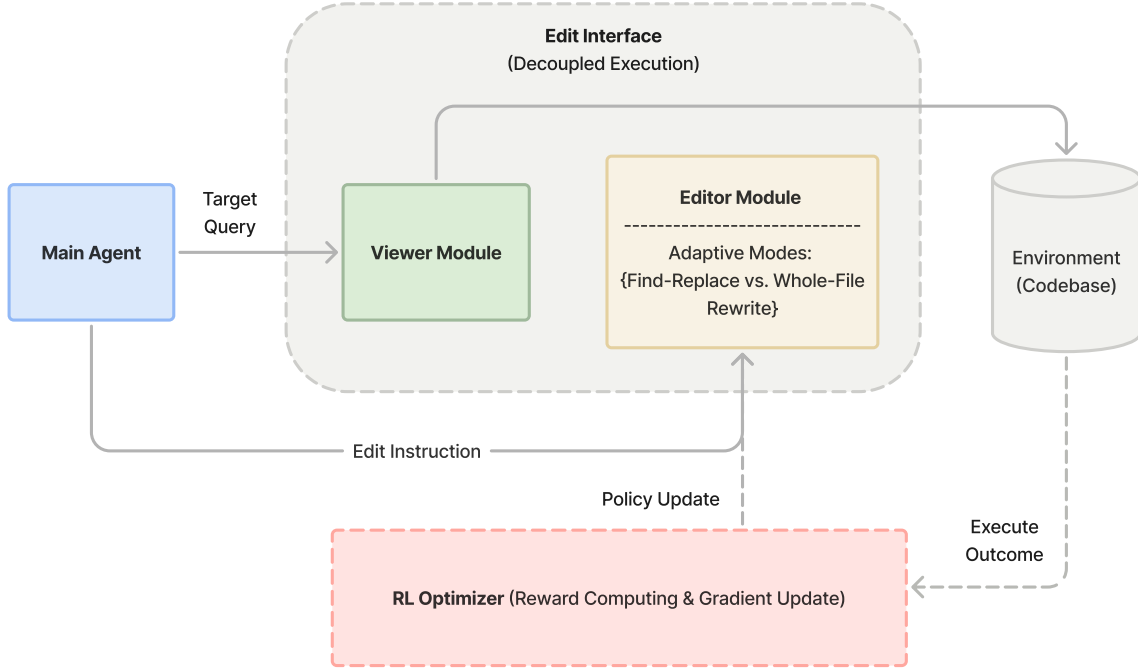 Edit Interface
(Decoupled Execution)
Main Agent
Target
Query
Viewer Module
Editor Module
Adaptive Modes:
{Find-Replace vs. Whole-File
Rewrite}
Environment
(Codebase)
Edit Instruction
Policy Update
Execute
Outcome
RL Optimizer (Reward Computing & Gradient Update)